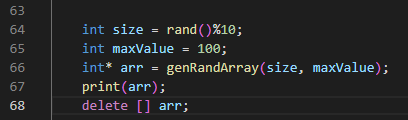 63
64 int size = rand()%10;
65 int maxValue = 100;
66 int* arr = genRandArray(size, maxValue);
67 print(arr);
68 delete [] arr;